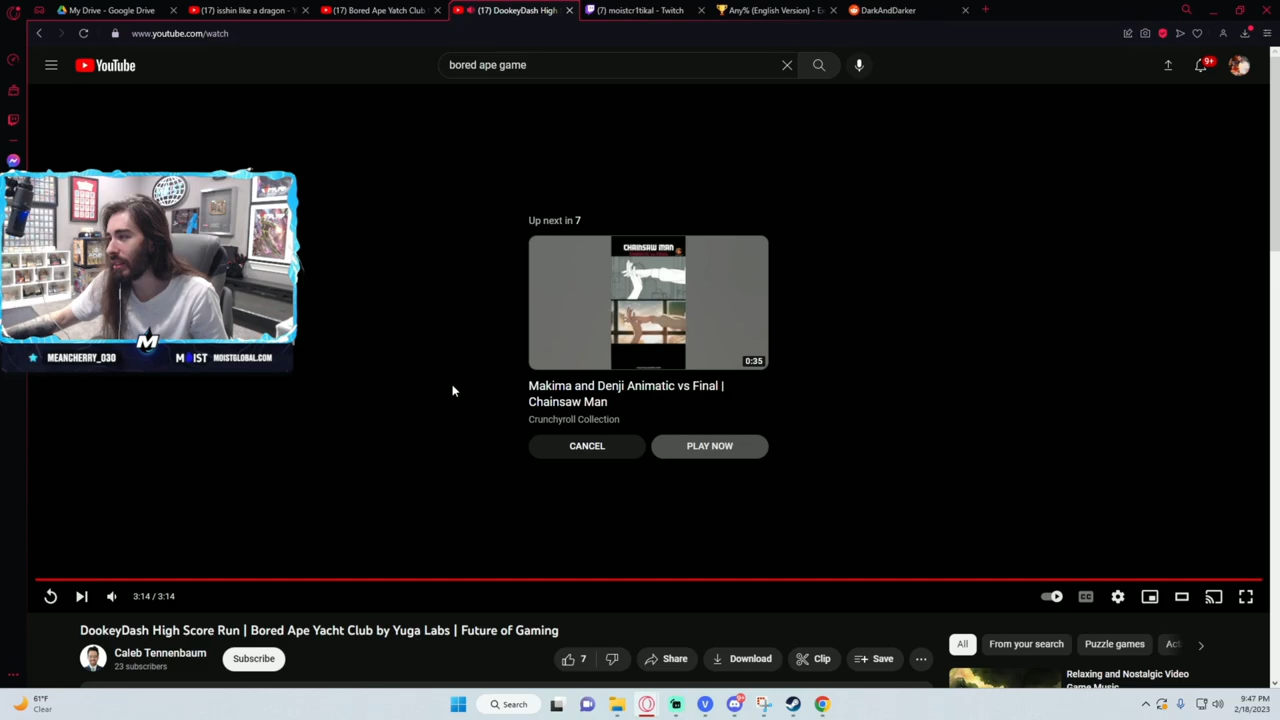 My Drive - Google Drive
(17) isshin like a dragon -
(17) Bored Ape Yatch Club
(17) DookeyDash High
(7) moistcr1tikal - Twitch
Any% (English Version) - Ex
DarkAndDarker
www.youtube.com/watch
YouTube
bored ape game
9+
Up next in 7
CHAINSAW MAN
0:35
Makima and Denji Animatic vs Final |
Chainsaw Man
Crunchyroll Collection
CANCEL
PLAY NOW
MEANCHERRY_030
M
MOIST
MOISTGLOBAL.COM
3:14 / 3:14
CC
DookeyDash High Score Run | Bored Ape Yacht Club by Yuga Labs | Future of Gaming
Caleb Tennenbaum
23 subscribers
Subscribe
7
Share
Download
Clip
Save
All
From your search
Puzzle games
Relaxing and Nostalgic Video
Game Music
61°F
Clear
Search
9:47 PM
2/18/2023